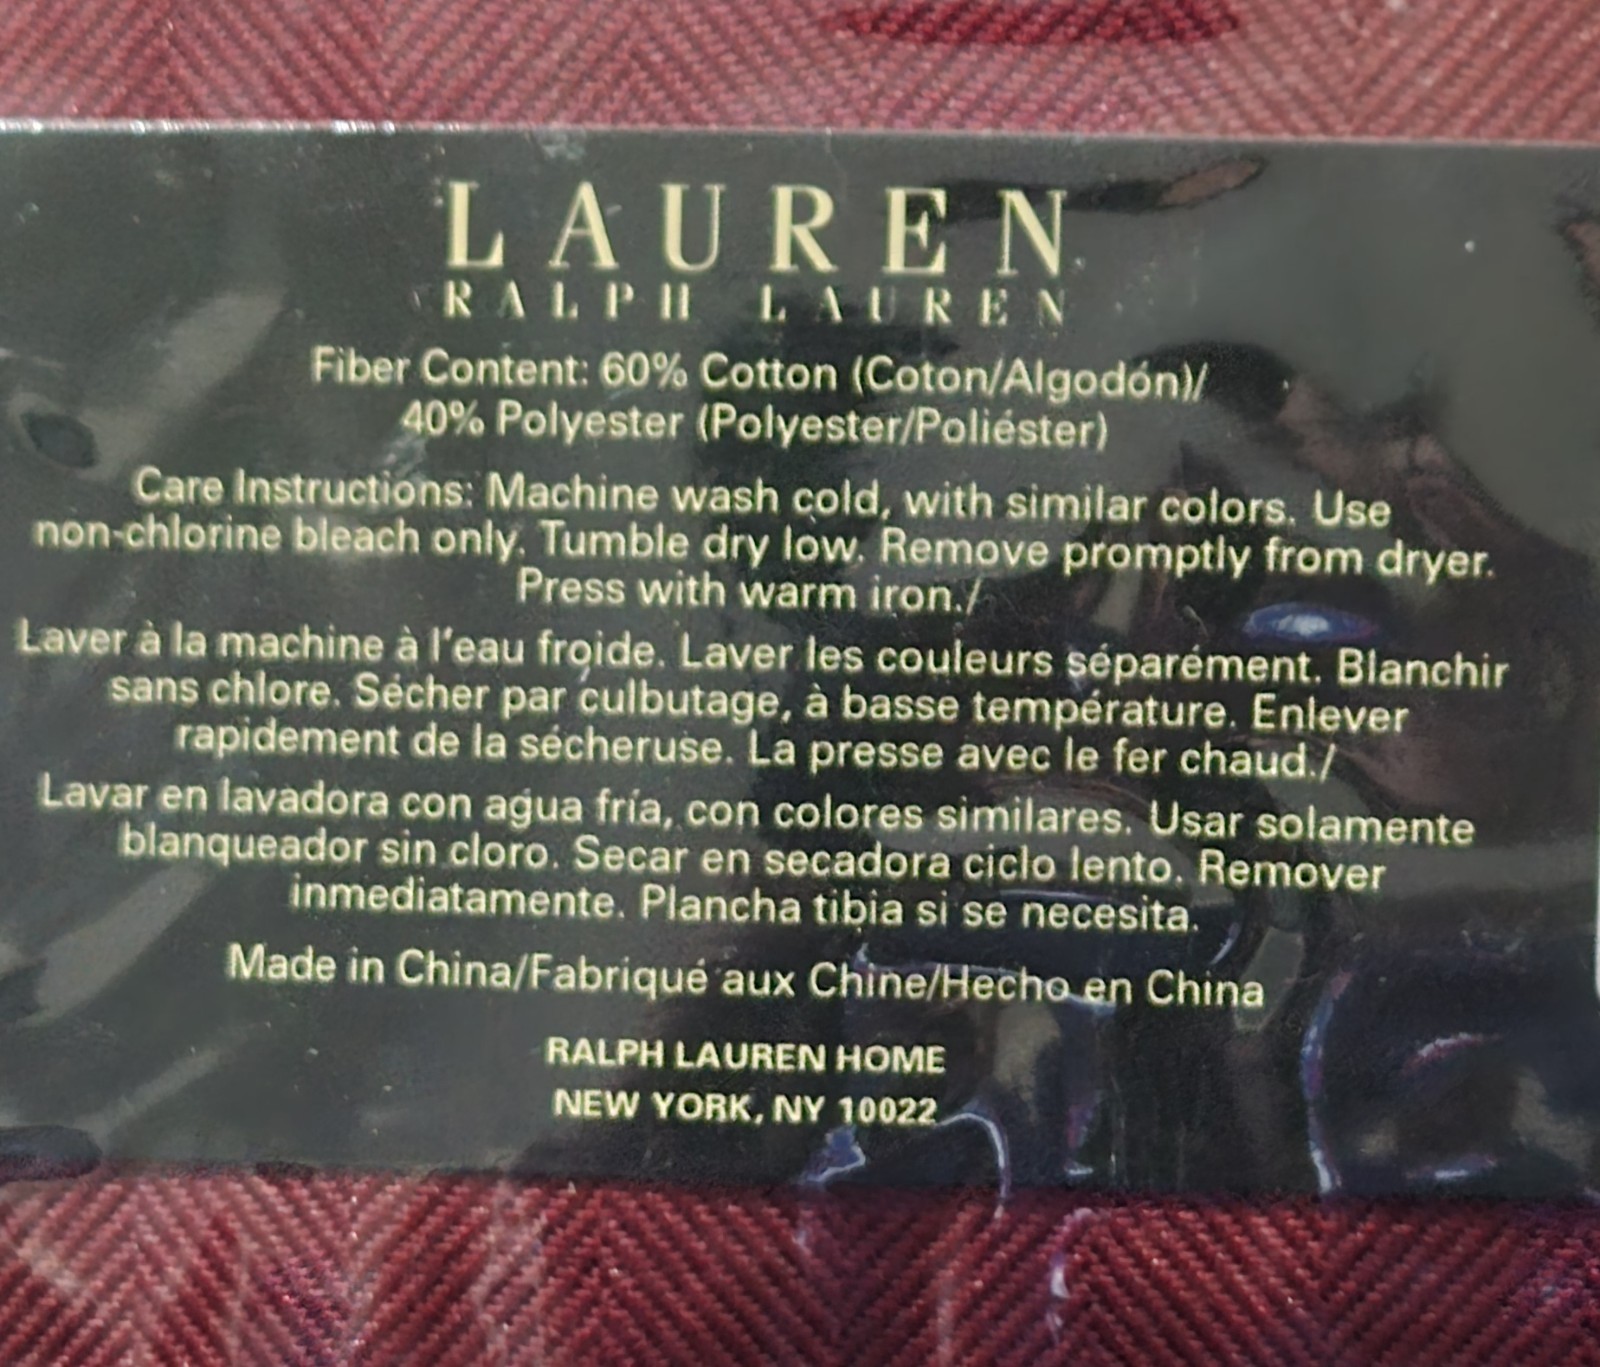 LAUREN
RALPH LAUREN
Fiber Content: 60% Cotton (Coton/Algodón)/
40% Polyester (Polyester/Poliéster)
Care Instructions: Machine wash cold, with similar colors. Use
non-chlorine bleach only. Tumble dry low. Remove promptly from dryer.
Press with warm iron./
Laver à la machine à l'eau froide. Laver les couleurs séparément. Blanchir
sans chlore. Sécher par culbutage, à basse température. Enlever
rapidement de la sécheruse. La presse avec le fer chaud./
Lavar en lavadora con agua fría, con colores similares. Usar solamente
blanqueador sin cloro. Secar en secadora ciclo lento. Remover
inmediatamente. Plancha tibia si se necesita.
Made in China/Fabriqué aux Chine/Hecho en China
RALPH LAUREN HOME
NEW YORK, NY 10022